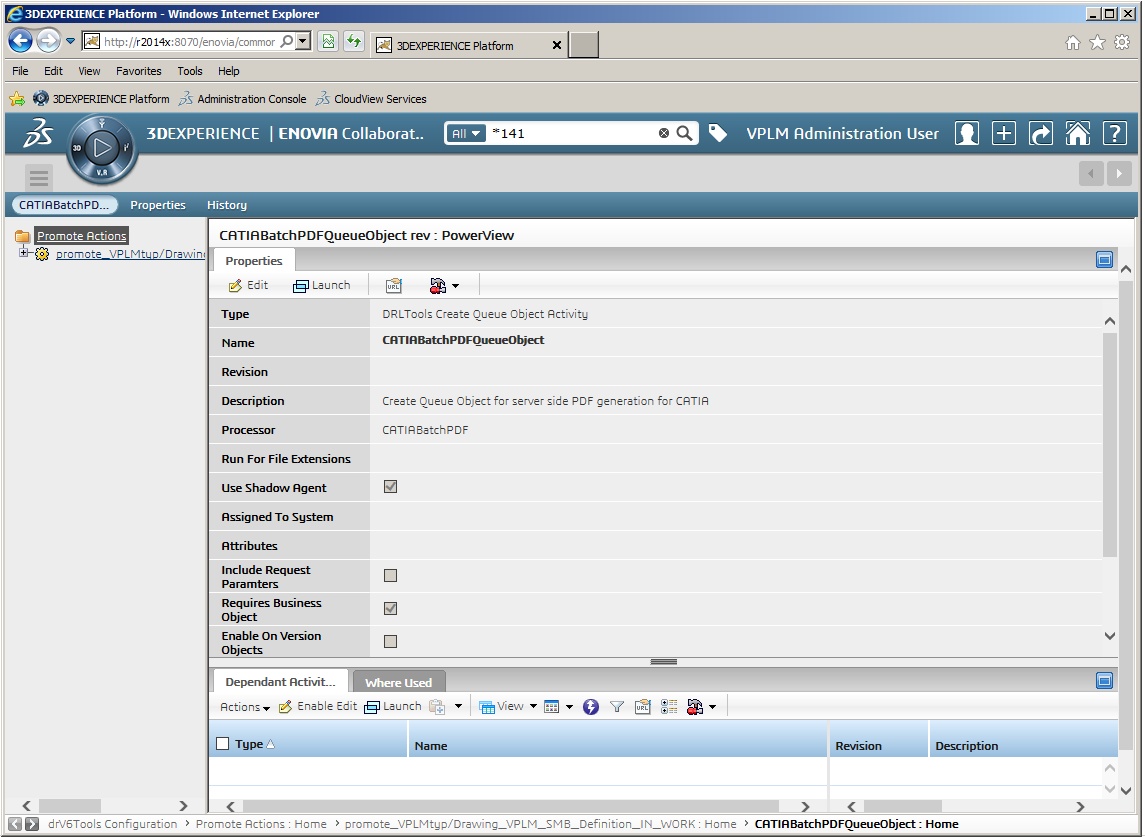 3DEXPERIENCE Platform - Windows Internet Explorer
http://r2014x:8070/enovia/commor
3DEXPERIENCE Platform
File Edit View Favorites Tools Help
3DEXPERIENCE Platform Administration Console CloudView Services
3DEXPERIENCE | ENOVIA Collaborat.. All *141 VPLM Administration User
3D V.R
CATIABatchPD... Properties History
Promote Actions
promote_VPLMtyp/Drawing
CATIABatchPDFQueueObject rev : PowerView
Properties
Edit Launch URL
Type DRLTools Create Queue Object Activity
Name CATIABatchPDFQueueObject
Revision
Description Create Queue Object for server side PDF generation for CATIA
Processor CATIABatchPDF
Run For File Extensions
Use Shadow Agent
Assigned To System
Attributes
Include Request
Paramters
Requires Business
Object
Enable On Version
Objects
Dependant Activit... Where Used
Actions Enable Edit Launch View URL
Type Name Revision Description
drV6Tools Configuration > Promote Actions : Home > promote_VPLMtyp/Drawing_VPLM_SMB_Definition_IN_WORK : Home > CATIABatchPDFQueueObject : Home